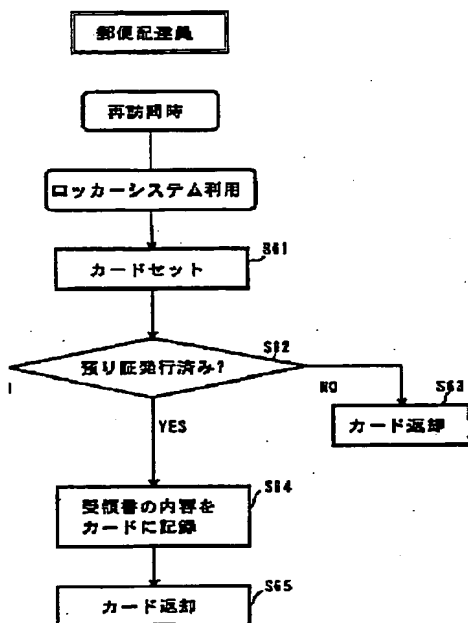 郵便配達員
再訪問時
ロッカーシステム利用
S61
カードセット
S62
預り証発行済み?
NO
S63
カード返却
YES
S64
受領書の内容を
カードに記録
S65
カード返却